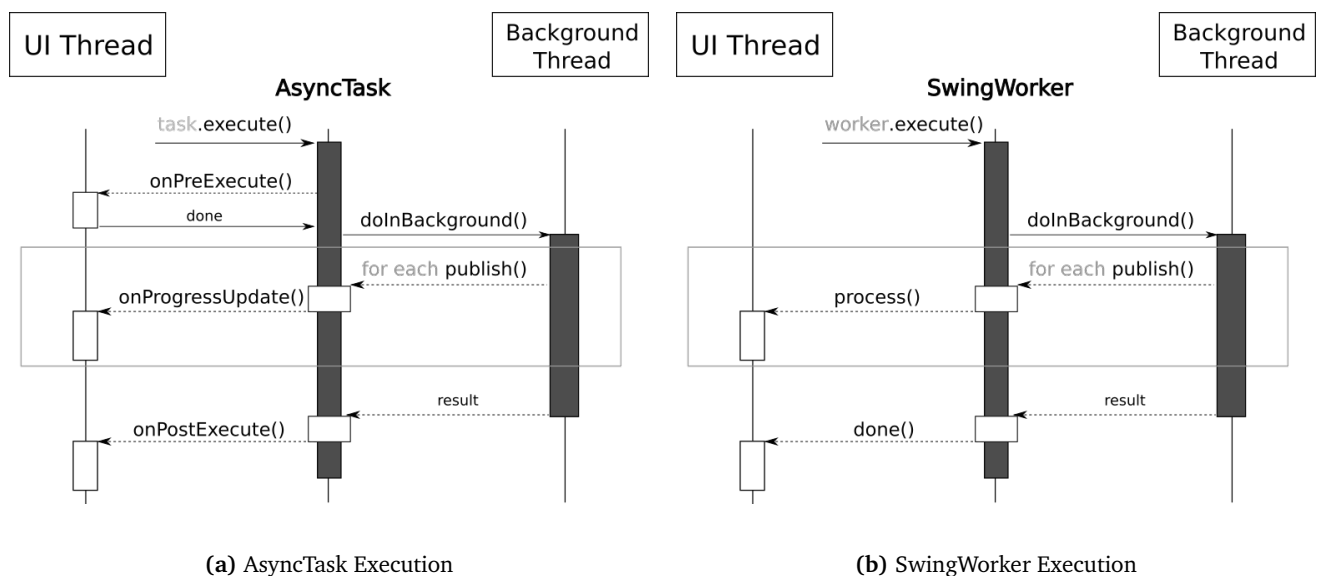 UI Thread
Background
Thread
AsyncTask
task.execute()
onPreExecute()
done
doInBackground()
for each publish()
onProgressUpdate()
result
onPostExecute()
(a) AsyncTask Execution
UI Thread
Background
Thread
SwingWorker
worker.execute()
doInBackground()
for each publish()
process()
result
done()
(b) SwingWorker Execution